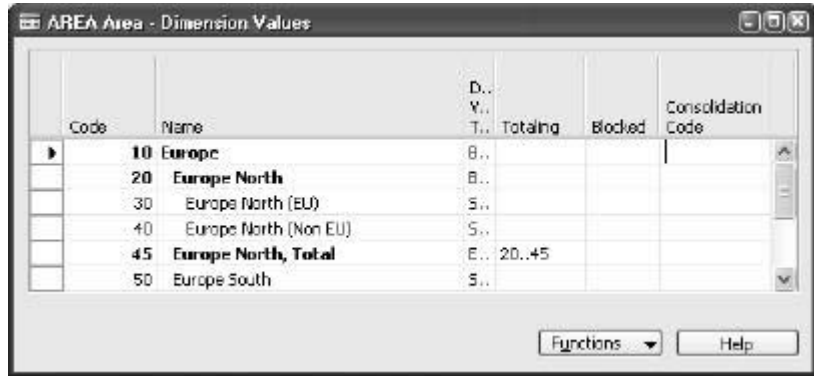 AREA Area - Dimension Values
Code Name D.. V.. T.. Totaling Blocked Consolidation Code
10 Europe B..
20 Europe North B..
30 Europe North (EU) S..
40 Europe North (Non EU) S..
45 Europe North, Total E.. 20..45
50 Europe South S..
Functions Help